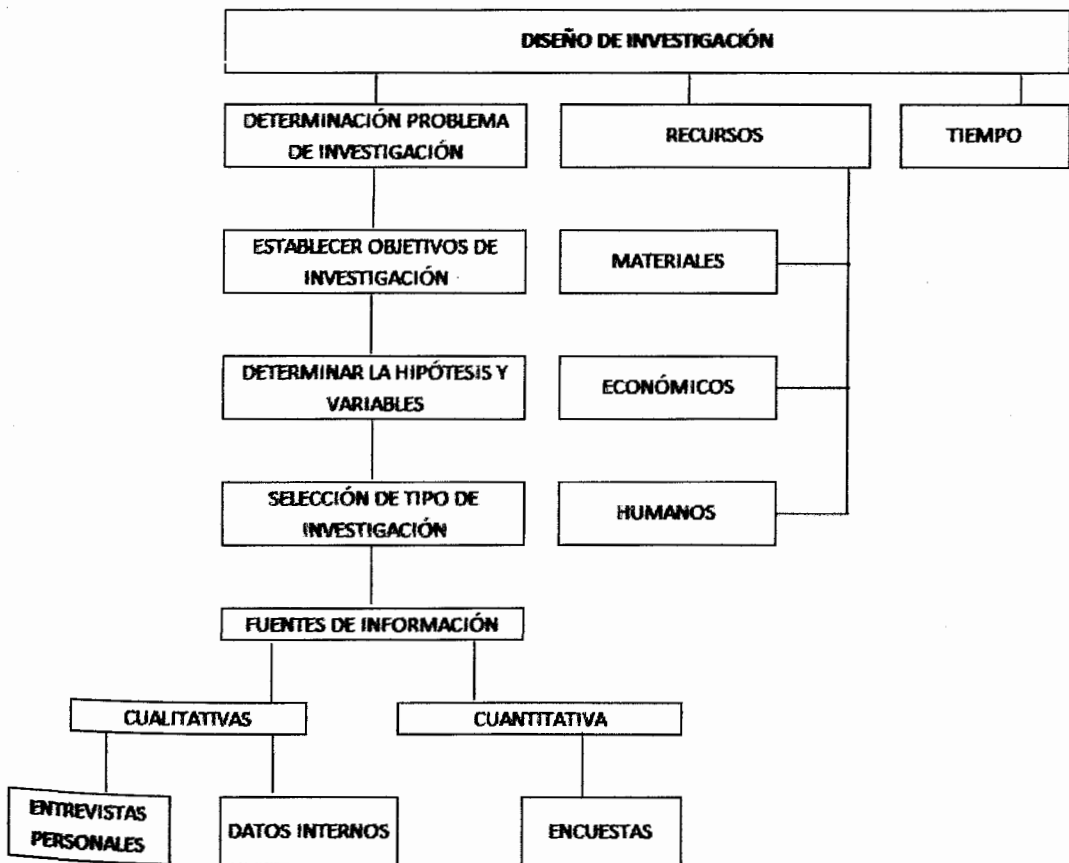 DISEÑO DE INVESTIGACIÓN
DETERMINACIÓN PROBLEMA
DE INVESTIGACIÓN
RECURSOS
TIEMPO
ESTABLECER OBJETIVOS DE
INVESTIGACIÓN
MATERIALES
DETERMINAR LA HIPÓTESIS Y
VARIABLES
ECONÓMICOS
SELECCIÓN DE TIPO DE
INVESTIGACIÓN
HUMANOS
FUENTES DE INFORMACIÓN
CUALITATIVAS
CUANTITATIVA
ENTREVISTAS
PERSONALES
DATOS INTERNOS
ENCUESTAS